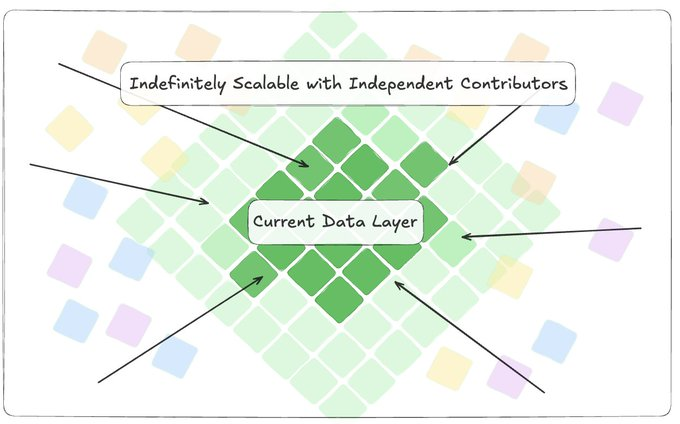 Indefinitely Scalable with Independent Contributors
Current Data Layer